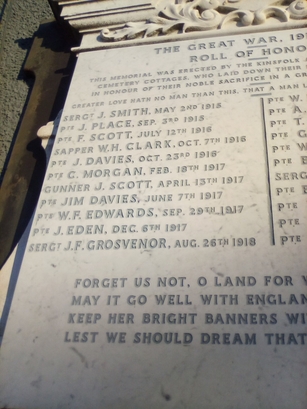 THE GREAT WAR, 191
ROLL OF HONO
THIS MEMORIAL WAS ERECTED BY THE KINSFOLK A
CEMETERY COTTAGES, WHO LAID DOWN THEIR
IN HONOUR OF THEIR NOBLE SACRIFICE IN A
GREATER LOVE HATH NO MAN THAN THIS, THAT A MAN L
SERGT J. SMITH, MAY 2ND 1915 PTE W.
PTE J. PLACE, SEP. 3RD 1915 PTE A.
PTE F. SCOTT, JULY 12TH 1916 PTE T.
SAPPER W.H. CLARK, OCT. 7TH 1916 PTE
PTE J. DAVIES, OCT. 23RD 1916 PTE
PTE C. MORGAN, FEB. 18TH 1917 PTE
GUNNER J. SCOTT, APRIL 13TH 1917 SERG
PTE JIM DAVIES, JUNE 7TH 1917 PTE
PTE W.F. EDWARDS, SEP. 29TH 1917 PTE
PTE J. EDEN, DEC. 6TH 1917 PTE
SERGT J.F. GROSVENOR, AUG. 26TH 1918 PTE
FORGET US NOT, O LAND FOR
MAY IT GO WELL WITH ENGLAN
KEEP HER BRIGHT BANNERS WI
LEST WE SHOULD DREAM THAT